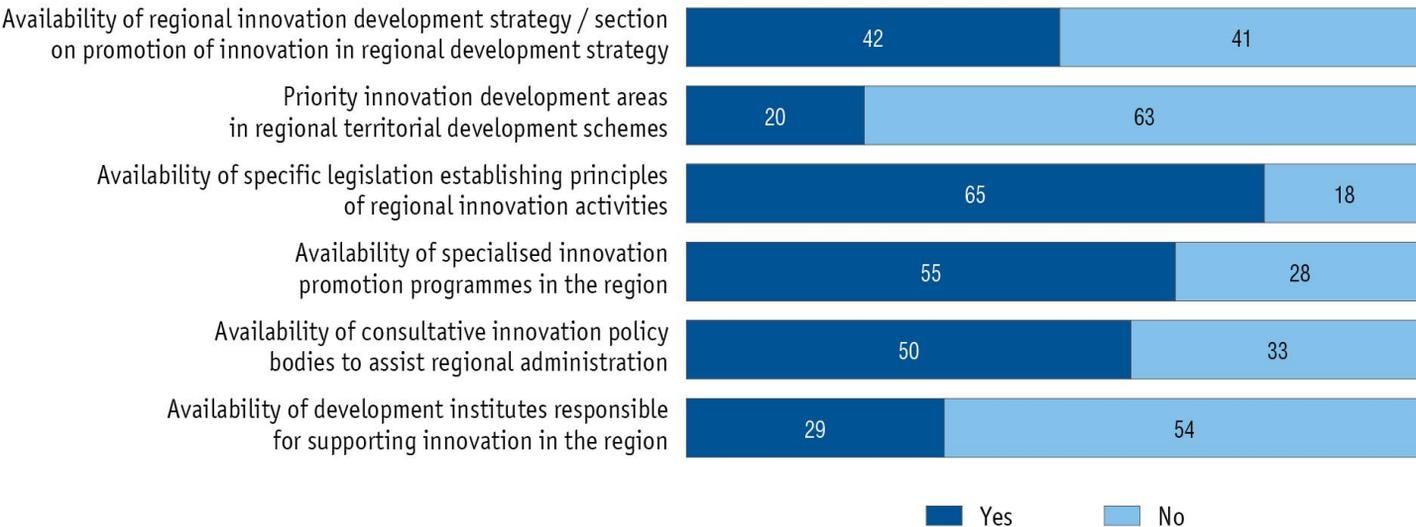 Availability of regional innovation development strategy / section
on promotion of innovation in regional development strategy
42
41
Priority innovation development areas
in regional territorial development schemes
20
63
Availability of specific legislation establishing principles
of regional innovation activities
65
18
Availability of specialised innovation
promotion programmes in the region
55
28
Availability of consultative innovation policy
bodies to assist regional administration
50
33
Availability of development institutes responsible
for supporting innovation in the region
29
54
Yes
No